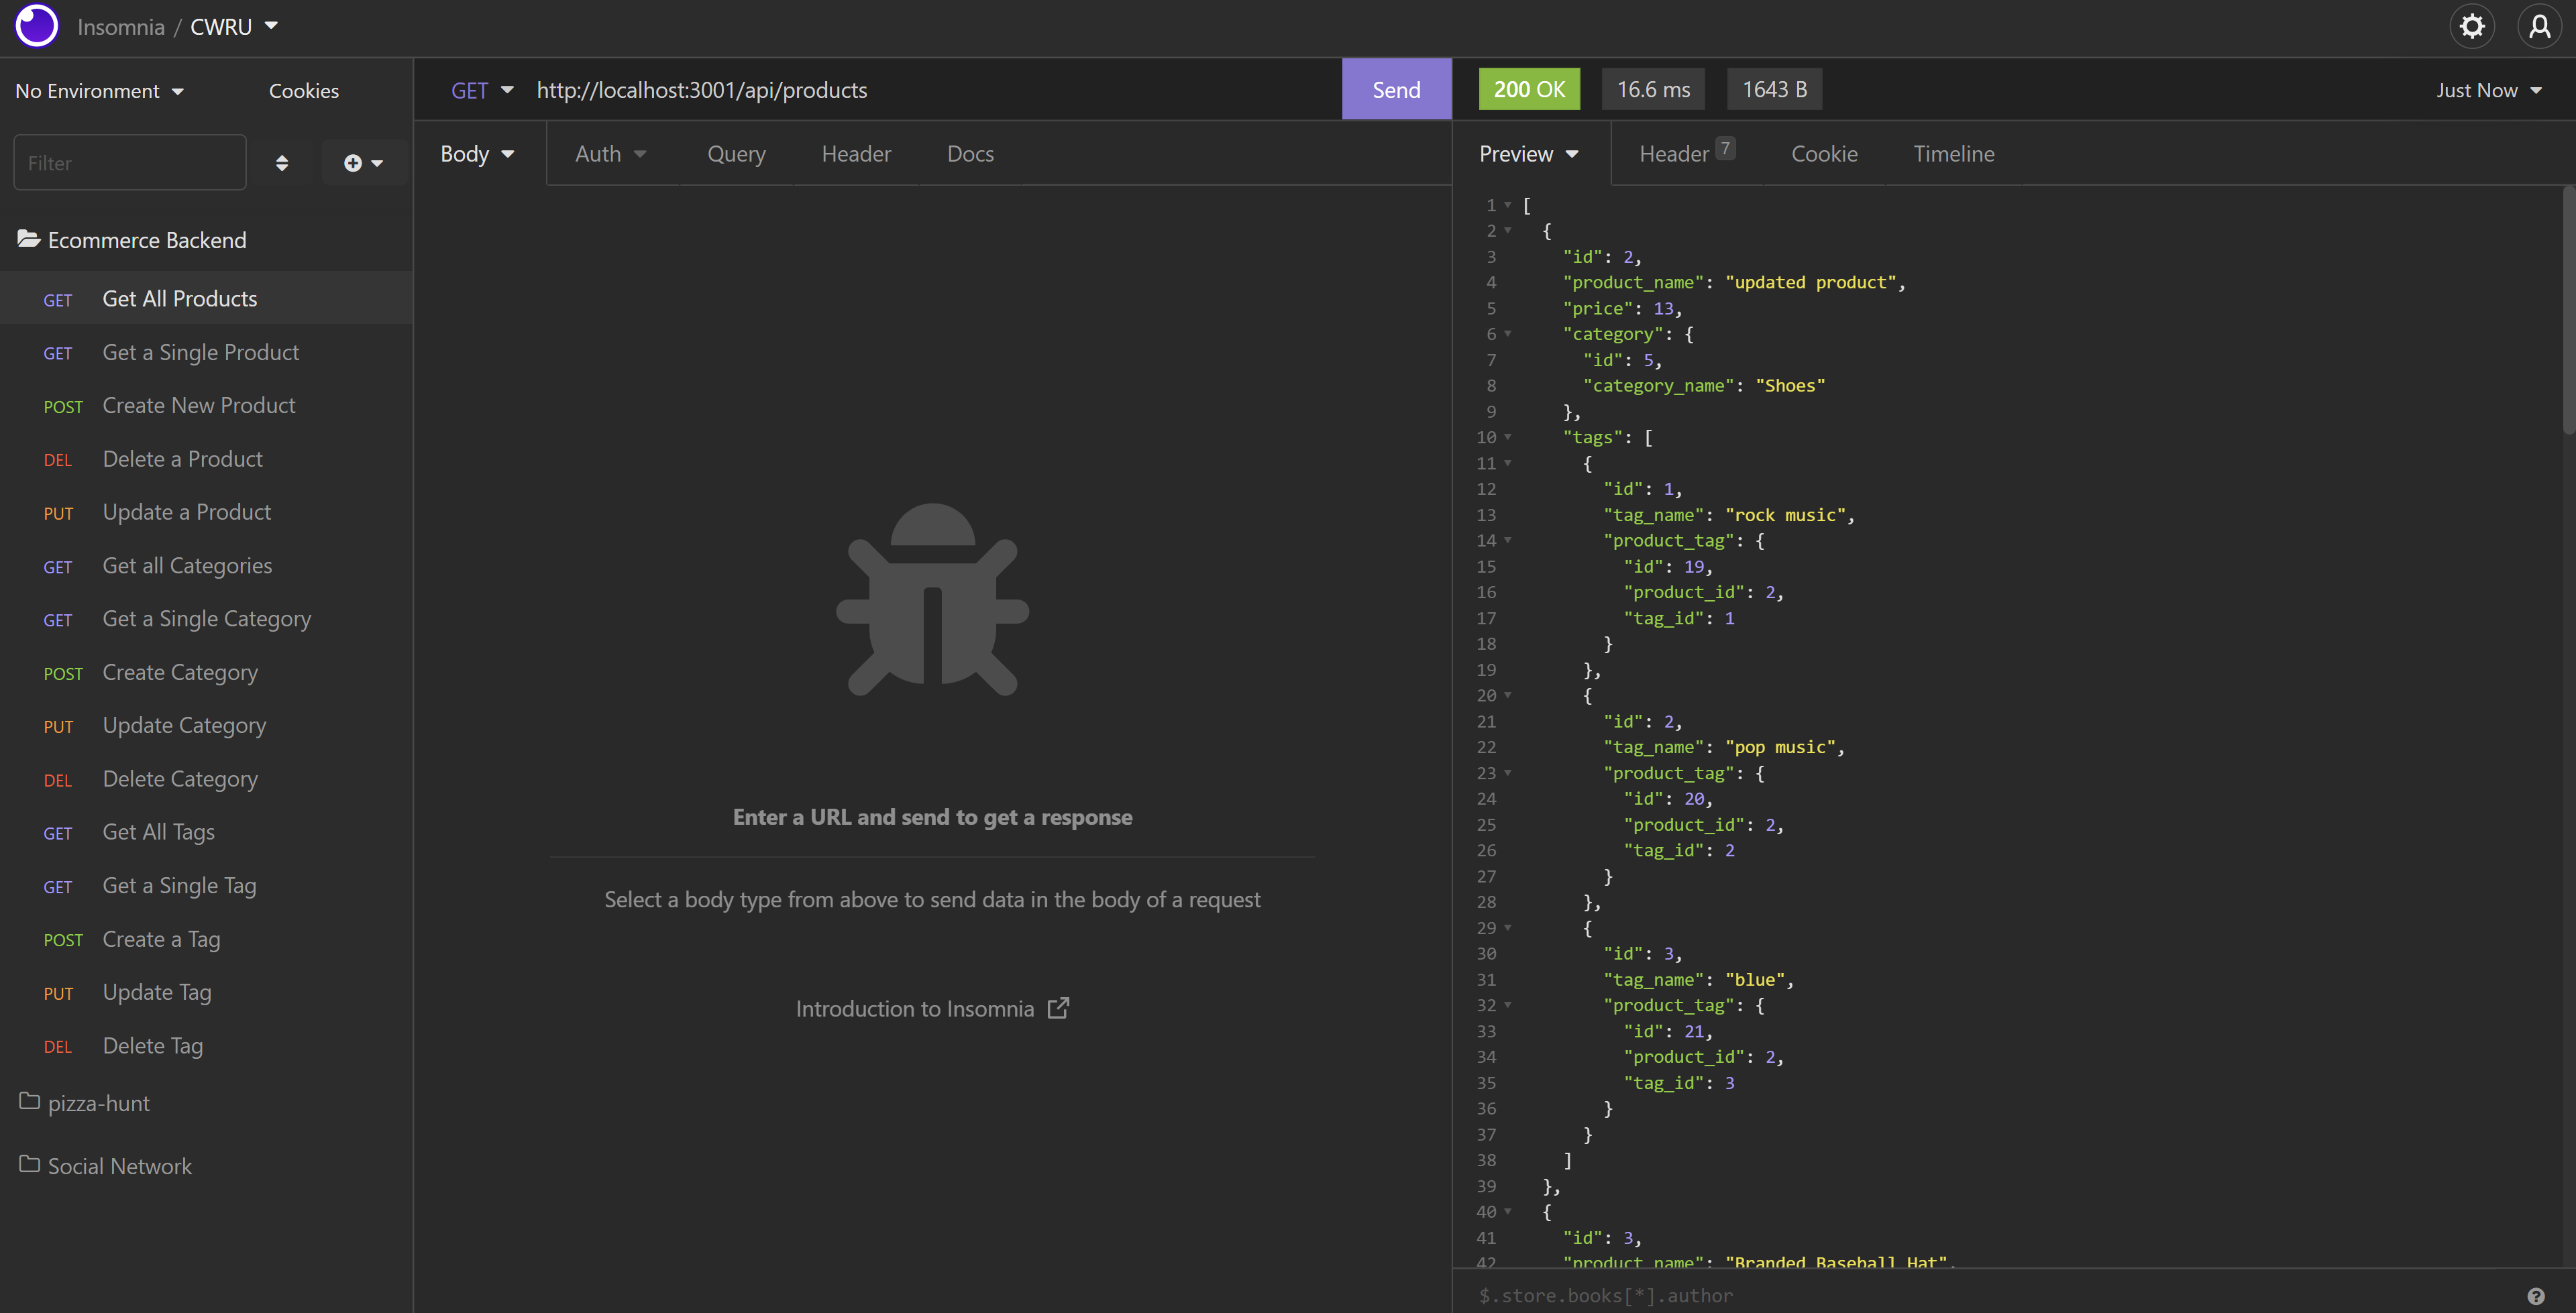 Insomnia / CWRU
No Environment
Cookies
Filter
Ecommerce Backend
GET Get All Products
GET Get a Single Product
POST Create New Product
DEL Delete a Product
PUT Update a Product
GET Get all Categories
GET Get a Single Category
POST Create Category
PUT Update Category
DEL Delete Category
GET Get All Tags
GET Get a Single Tag
POST Create a Tag
PUT Update Tag
DEL Delete Tag
pizza-hunt
Social Network
GET http://localhost:3001/api/products Send
Body Auth Query Header Docs
Enter a URL and send to get a response
Select a body type from above to send data in the body of a request
Introduction to Insomnia
200 OK 16.6 ms 1643 B Just Now
Preview Header 7 Cookie Timeline
1 [
2 {
3 "id": 2,
4 "product_name": "updated product",
5 "price": 13,
6 "category": {
7 "id": 5,
8 "category_name": "Shoes"
9 },
10 "tags": [
11 {
12 "id": 1,
13 "tag_name": "rock music",
14 "product_tag": {
15 "id": 19,
16 "product_id": 2,
17 "tag_id": 1
18 }
19 },
20 {
21 "id": 2,
22 "tag_name": "pop music",
23 "product_tag": {
24 "id": 20,
25 "product_id": 2,
26 "tag_id": 2
27 }
28 },
29 {
30 "id": 3,
31 "tag_name": "blue",
32 "product_tag": {
33 "id": 21,
34 "product_id": 2,
35 "tag_id": 3
36 }
37 }
38 ]
39 },
40 {
41 "id": 3,
42 "product_name": "Branded Baseball Hat",
$.store.books[*].author